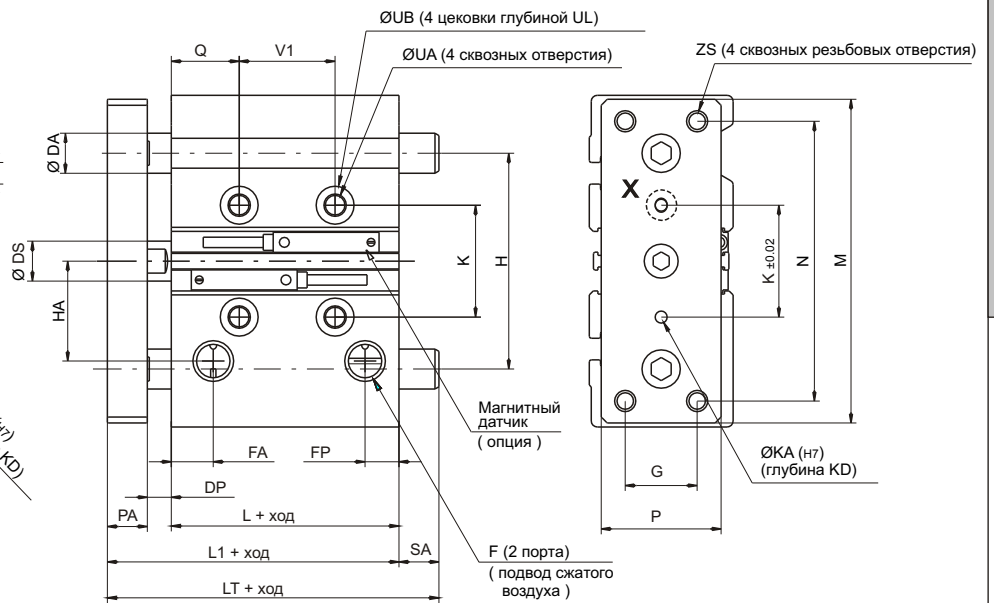 ØUB (4 цековки глубиной UL)
Q
V1
ØUA (4 сквозных отверстия)
ZS (4 сквозных резьбовых отверстия)
Ø DA
Ø DS
HA
K
H
X
K ±0.02
N
M
Магнитный
датчик
( опция )
(H7)
KD)
FA
FP
DP
PA
L + ход
L1 + ход
SA
LT + ход
F (2 порта)
( подвод сжатого
воздуха )
G
P
ØKA (H7)
(глубина KD)